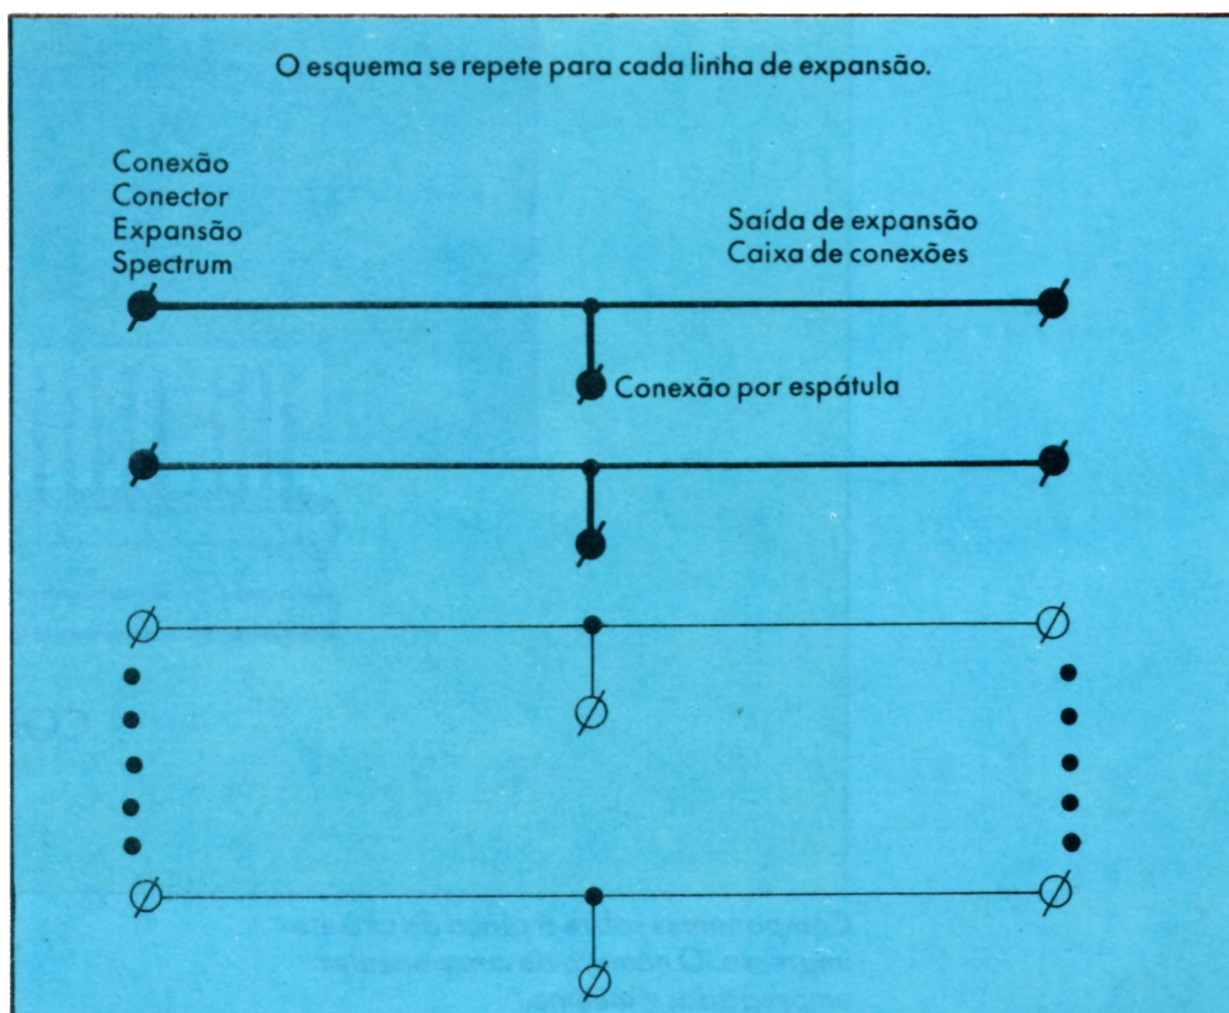 O esquema se repete para cada linha de expansão.
Conexão
Conector
Expansão
Spectrum
Saída de expansão
Caixa de conexões
Conexão por espátula